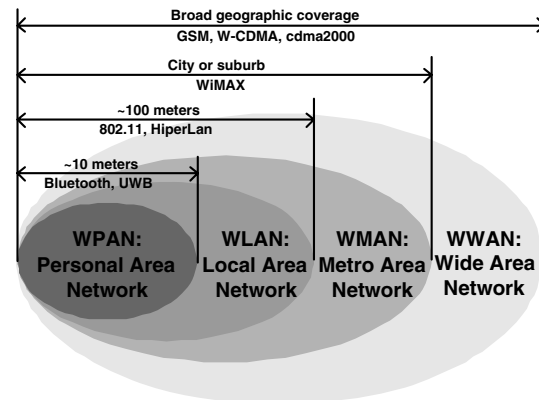 Broad geographic coverage
GSM, W-CDMA, cdma2000
City or suburb
WiMAX
~100 meters
802.11, HiperLan
~10 meters
Bluetooth, UWB
WPAN:
Personal Area
Network
WLAN:
Local Area
Network
WMAN:
Metro Area
Network
WWAN:
Wide Area
Network